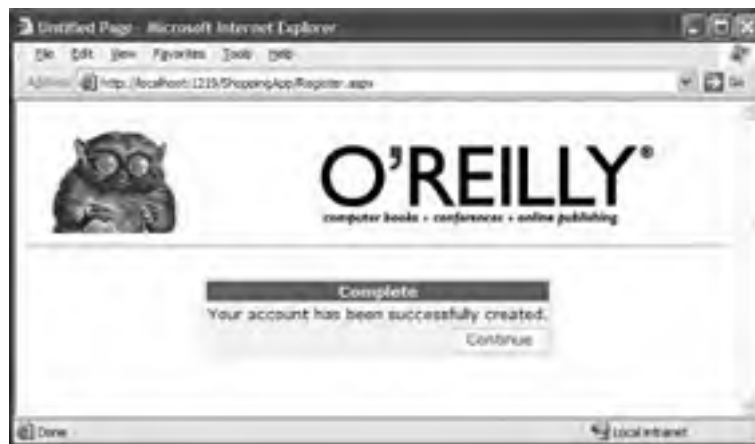 Untitled Page - Microsoft Internet Explorer
File Edit View Favorites Tools Help
Address http://localhost:1219/ShoppingApp/Register.aspx Go
O'REILLY®
computer books • conferences • online publishing
Complete
Your account has been successfully created.
Continue
Done Local intranet